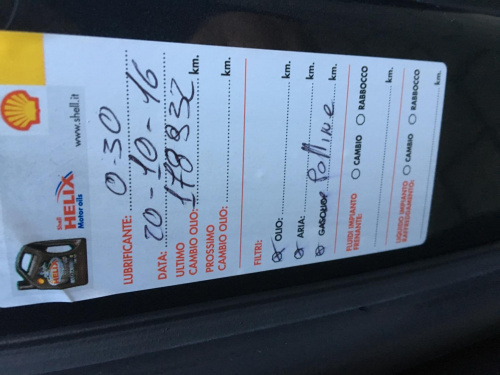 www.shell.it
Shell
HELIX
Motor oils
LUBRIFICANTE: 0-30
DATA: 20-10-16
ULTIMO
CAMBIO OLIO: 178832 km.
PROSSIMO
CAMBIO OLIO: km.
FILTRI:
OLIO: km.
ARIA: km.
GASOLIO Polline
FLUIDI IMPIANTO
FRENANTE: CAMBIO RABBOCCO
km.
LIQUIDO IMPIANTO
RAFFREDDAMENTO: CAMBIO RABBOCCO
km.